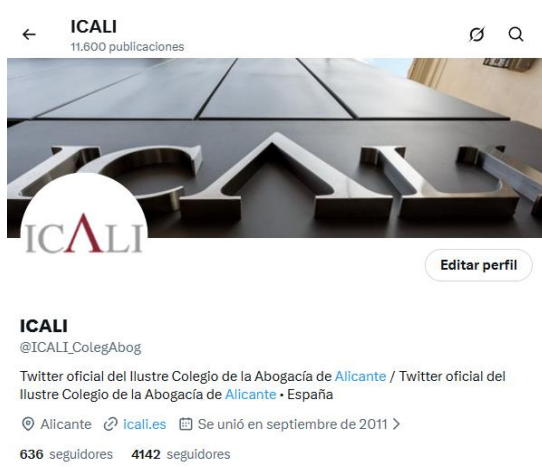 ICALI
11.600 publicaciones
ICALI
ICALI
Editar perfil
ICALI
@ICALI_ColegAbog
Twitter oficial del Ilustre Colegio de la Abogacía de Alicante / Twitter oficial del
Ilustre Colegio de la Abogacía de Alicante • España
Alicante icali.es Se unió en septiembre de 2011
636 seguidores 4142 seguidores